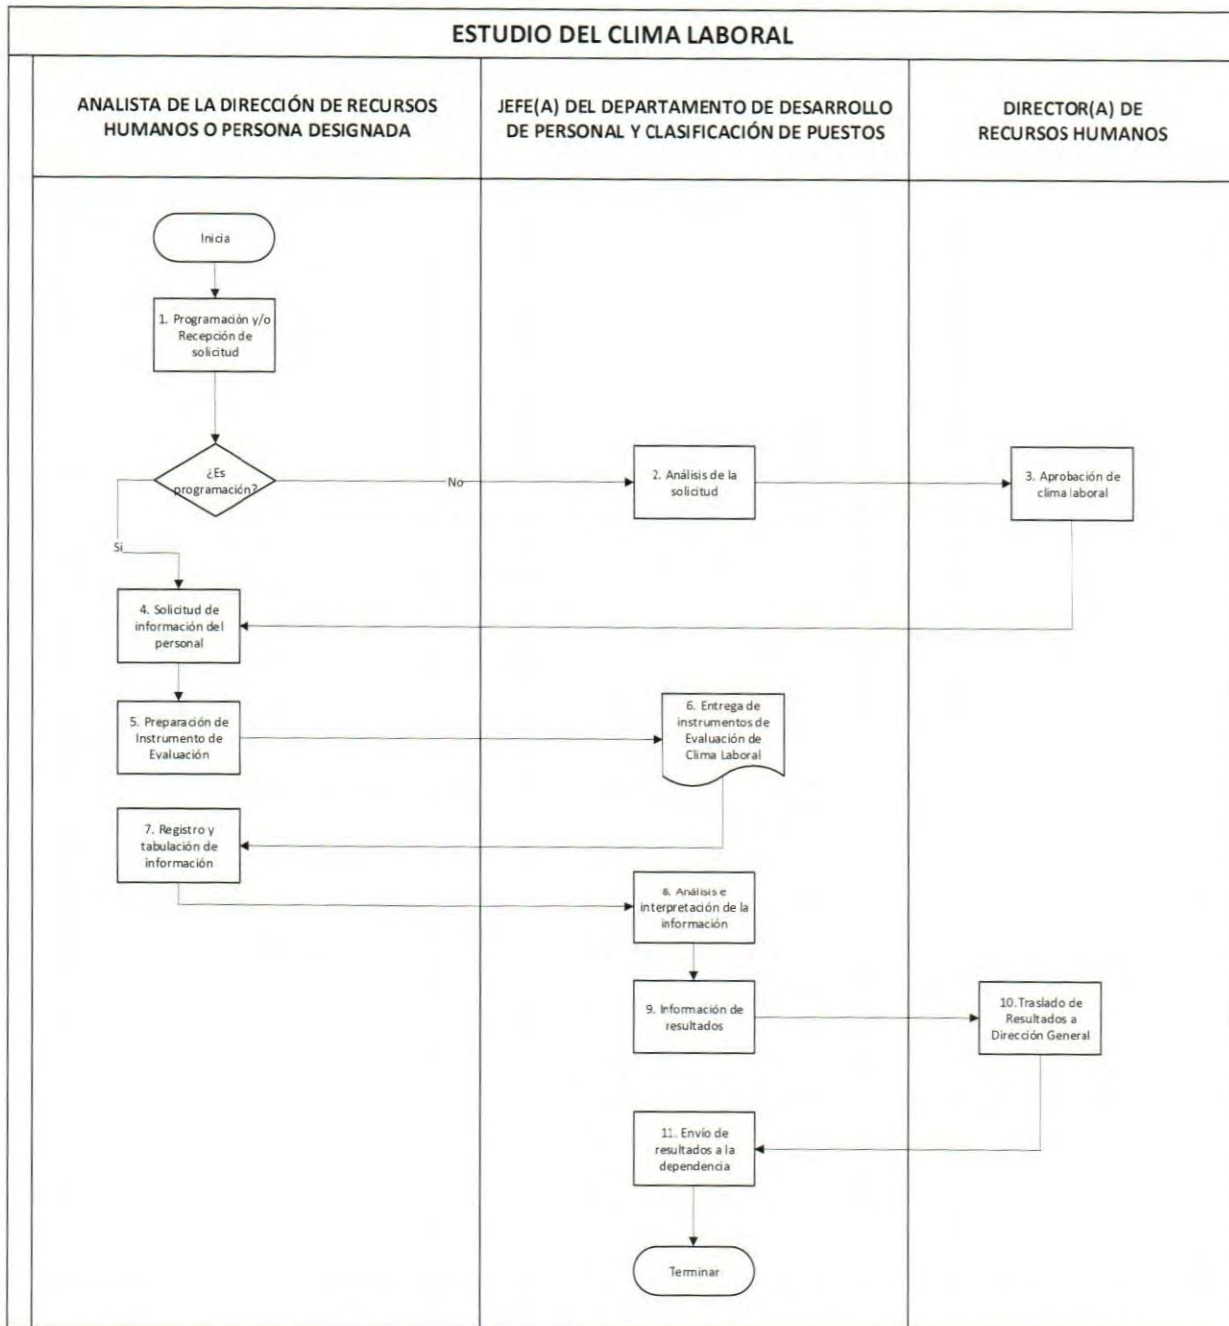 ESTUDIO DEL CLIMA LABORAL
ANALISTA DE LA DIRECCIÓN DE RECURSOS
HUMANOS O PERSONA DESIGNADA
JEFE(A) DEL DEPARTAMENTO DE DESARROLLO
DE PERSONAL Y CLASIFICACIÓN DE PUESTOS
DIRECTOR(A) DE
RECURSOS HUMANOS
Inicia
1. Programación y/o
Recepción de
solicitud
¿Es
programación?
No
2. Análisis de la
solicitud
3. Aprobación de
clima laboral
Si
4. Solicitud de
información del
personal
5. Preparación de
Instrumento de
Evaluación
6. Entrega de
instrumentos de
Evaluación de
Clima Laboral
7. Registro y
tabulación de
información
8. Análisis e
interpretación de la
información
9. Información de
resultados
10.Traslado de
Resultados a
Dirección General
11. Envío de
resultados a la
dependencia
Terminar